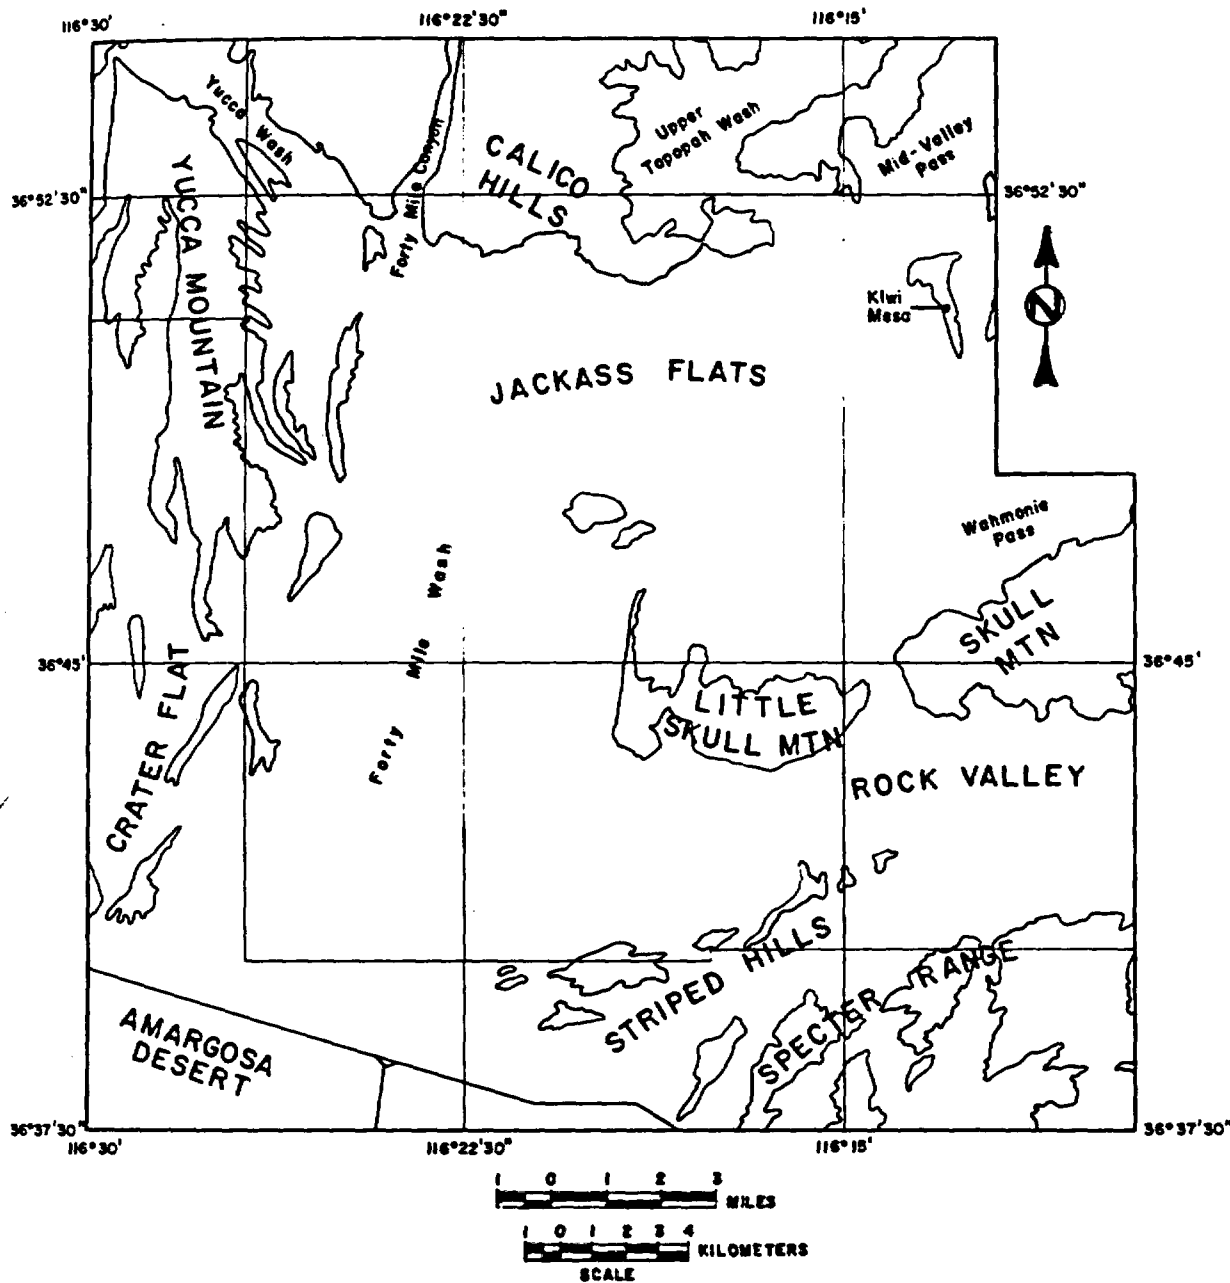 116°30' 116°22'30" 116°15'
Yucca Wash
Forty Mile Canyon
CALICO
HILLS
Upper
Topopah Wash
Mid-Valley
Pass
36°52'30" 36°52'30"
YUCCA MOUNTAIN
N
Kiwi
Mesa
JACKASS FLATS
Wahmonie
Pass
Forty Mile Wash
SKULL
MTN
36°45' 36°45'
CRATER FLAT
LITTLE
SKULL MTN
ROCK VALLEY
STRIPED HILLS
SPECTER RANGE
AMARGOSA
DESERT
36°37'30" 36°37'30"
116°30' 116°22'30" 116°15'
1 0 1 2 3
MILES
1 0 1 2 3 4
KILOMETERS
SCALE